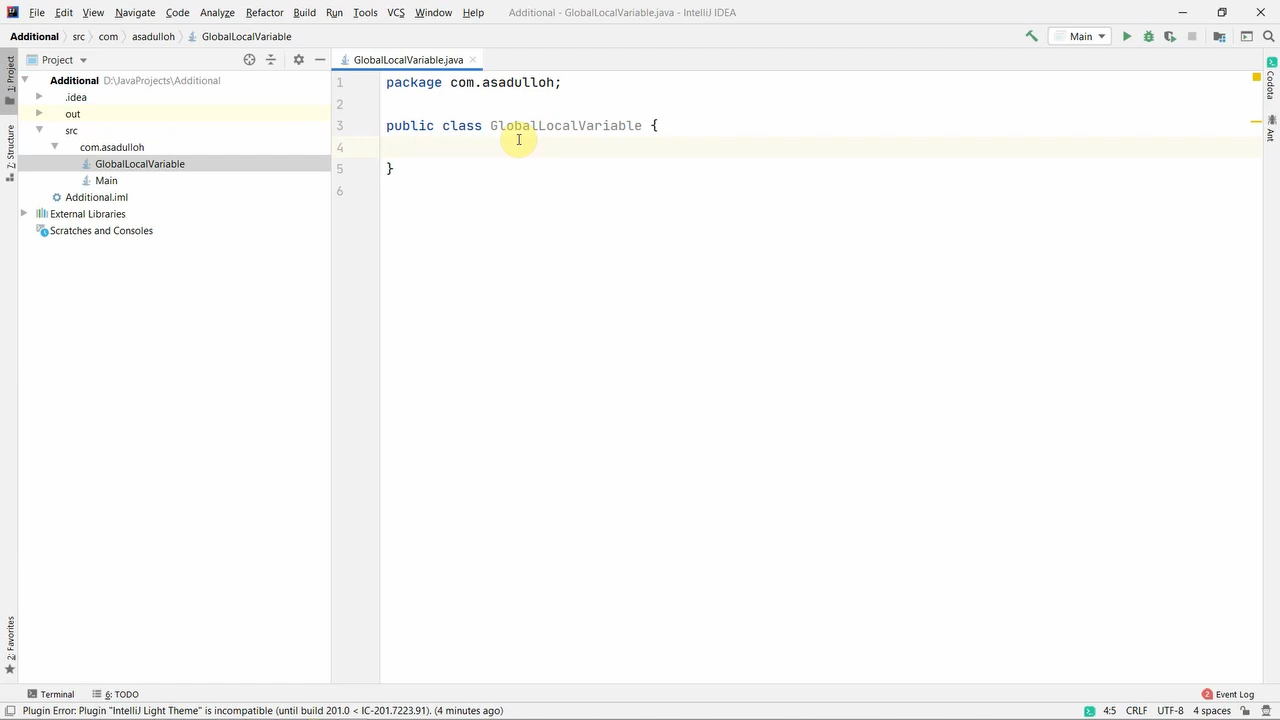 File Edit View Navigate Code Analyze Refactor Build Run Tools VCS Window Help Additional - GlobalLocalVariable.java - IntelliJ IDEA
Additional src com asadulloh GlobalLocalVariable Main
1: Project Project GlobalLocalVariable.java
Additional D:\JavaProjects\Additional
.idea
out
src
com.asadulloh
GlobalLocalVariable
Main
Additional.iml
External Libraries
Scratches and Consoles
Z: Structure
2: Favorites
1 package com.asadulloh;
2
3 public class GlobalLocalVariable {
4
5 }
6
Codota
Ant
Terminal 6: TODO 2 Event Log
Plugin Error: Plugin "IntelliJ Light Theme" is incompatible (until build 201.0 < IC-201.7223.91). (4 minutes ago) 4:5 CRLF UTF-8 4 spaces